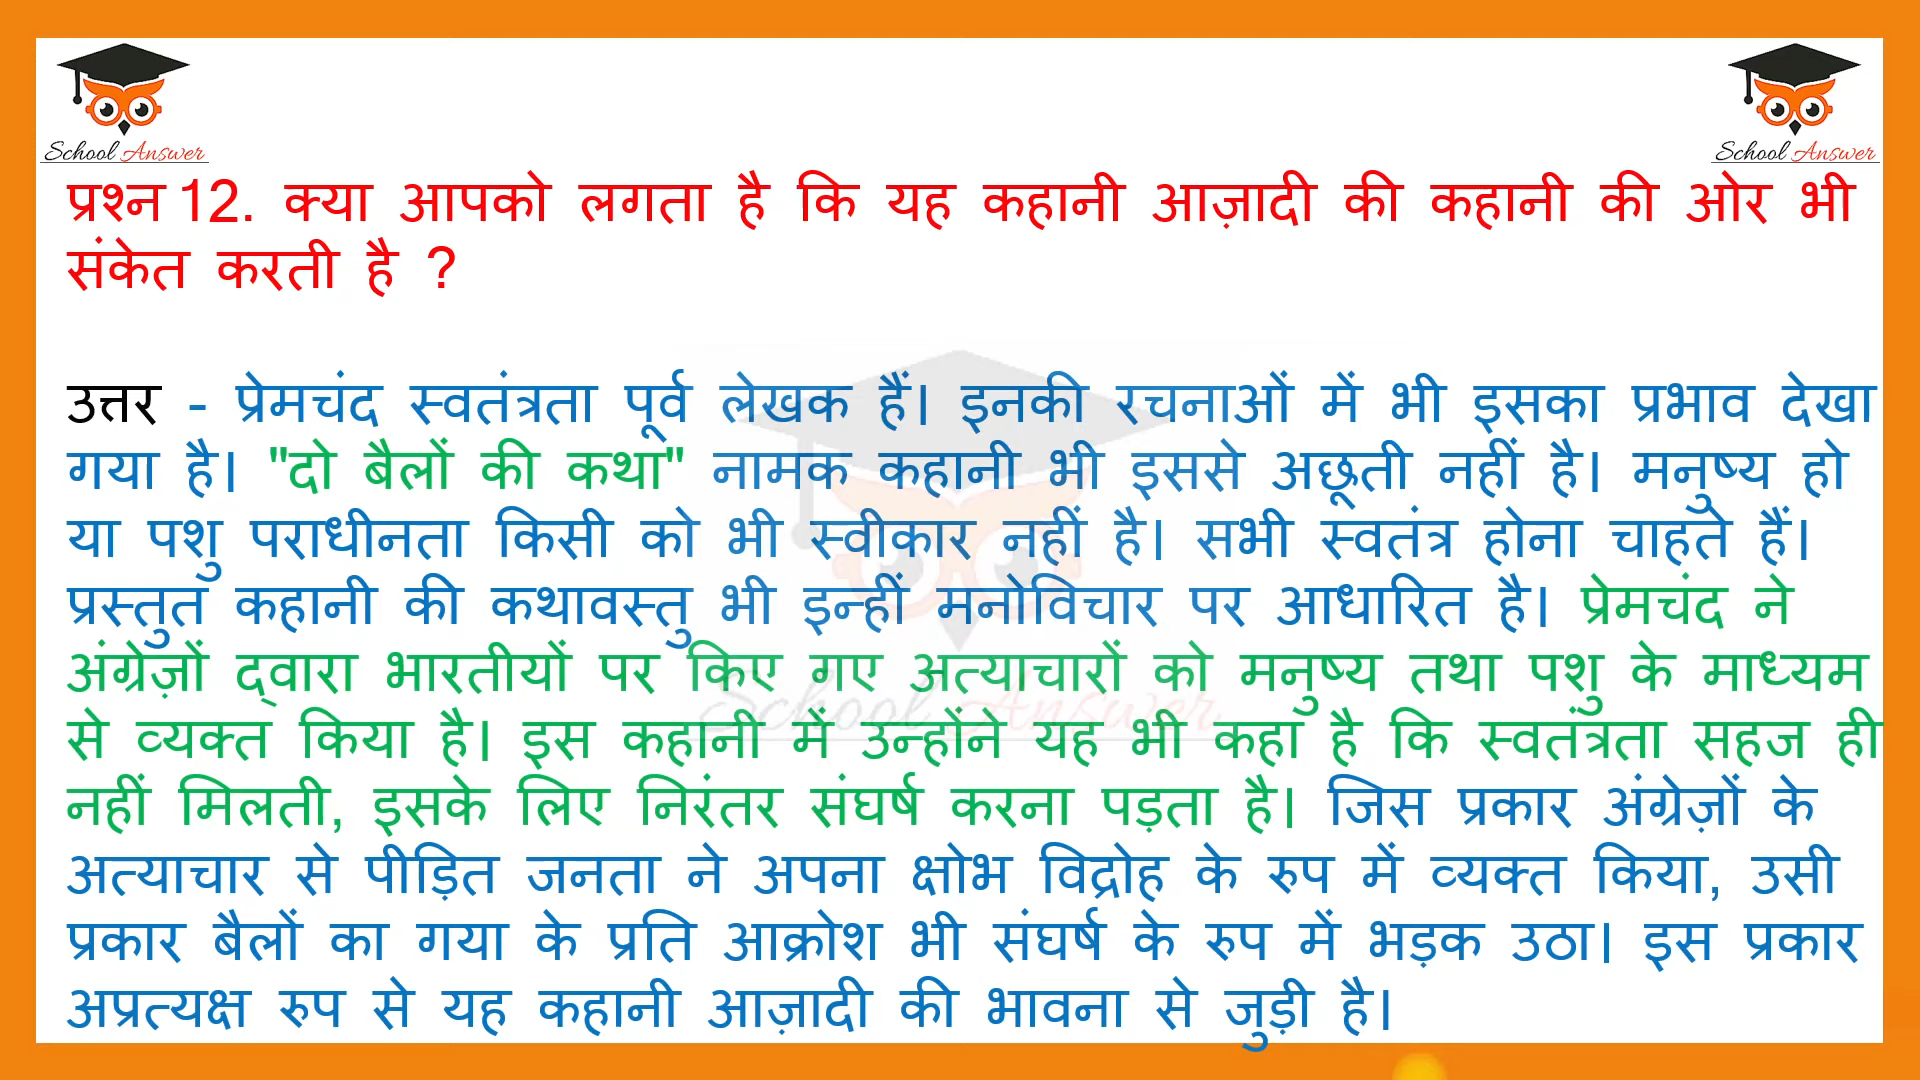 School Answer
School Answer
प्रश्न 12. क्या आपको लगता है कि यह कहानी आज़ादी की कहानी की ओर भी
संकेत करती है ?
उत्तर - प्रेमचंद स्वतंत्रता पूर्व लेखक हैं। इनकी रचनाओं में भी इसका प्रभाव देखा
गया है। "दो बैलों की कथा" नामक कहानी भी इससे अछूती नहीं है। मनुष्य हो
या पशु पराधीनता किसी को भी स्वीकार नहीं है। सभी स्वतंत्र होना चाहते हैं।
प्रस्तुत कहानी की कथावस्तु भी इन्हीं मनोविचार पर आधारित है। प्रेमचंद ने
अंग्रेज़ों द्वारा भारतीयों पर किए गए अत्याचारों को मनुष्य तथा पशु के माध्यम
से व्यक्त किया है। इस कहानी में उन्होंने यह भी कहा है कि स्वतंत्रता सहज ही
नहीं मिलती, इसके लिए निरंतर संघर्ष करना पड़ता है। जिस प्रकार अंग्रेज़ों के
अत्याचार से पीड़ित जनता ने अपना क्षोभ विद्रोह के रुप में व्यक्त किया, उसी
प्रकार बैलों का गया के प्रति आक्रोश भी संघर्ष के रुप में भड़क उठा। इस प्रकार
अप्रत्यक्ष रुप से यह कहानी आज़ादी की भावना से जुड़ी है।
School Answer